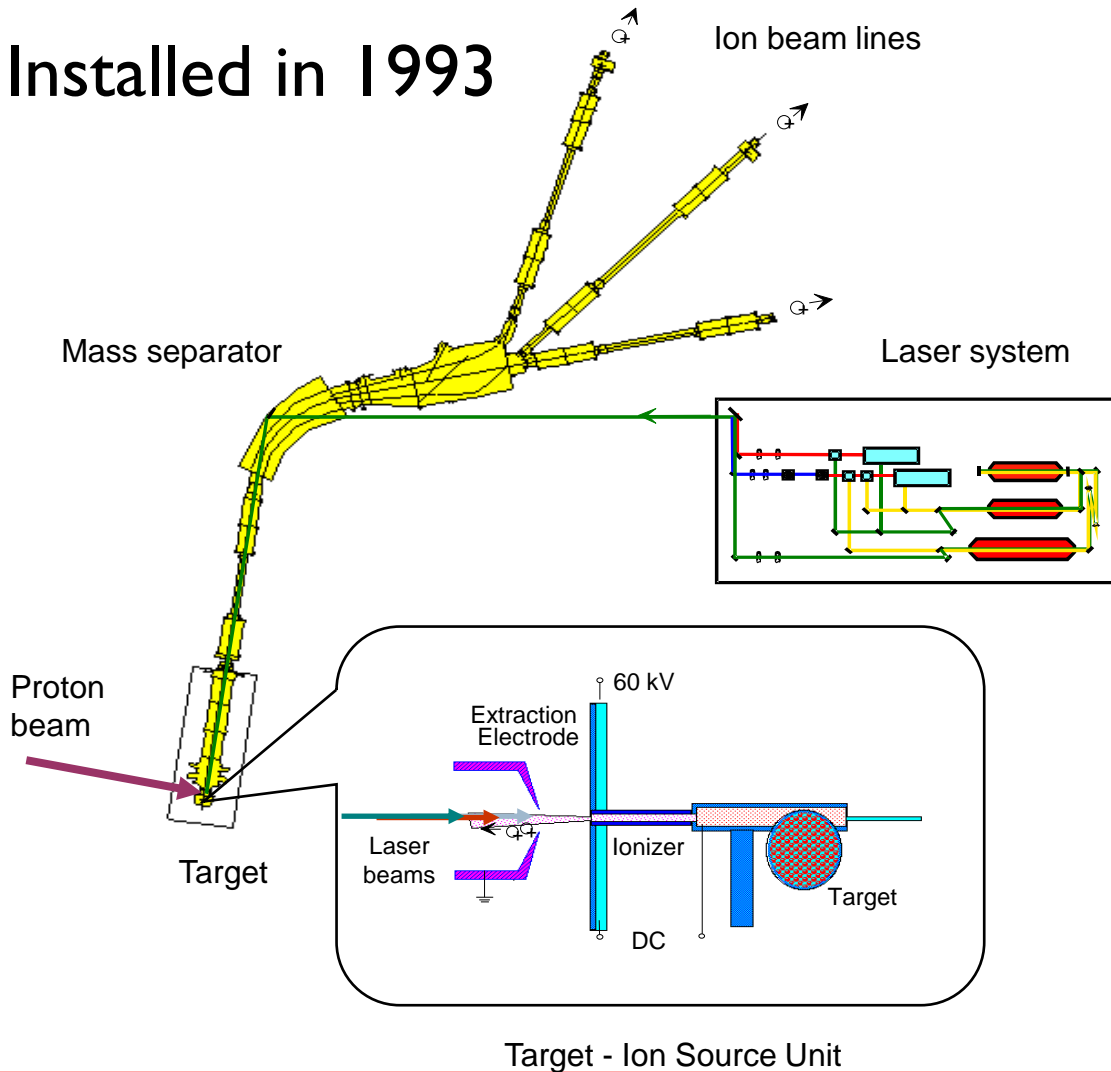 Installed in 1993
Ion beam lines
Mass separator
Laser system
Proton
beam
Target
60 kV
Extraction
Electrode
Laser
beams
Ionizer
Target
DC
Target - Ion Source Unit